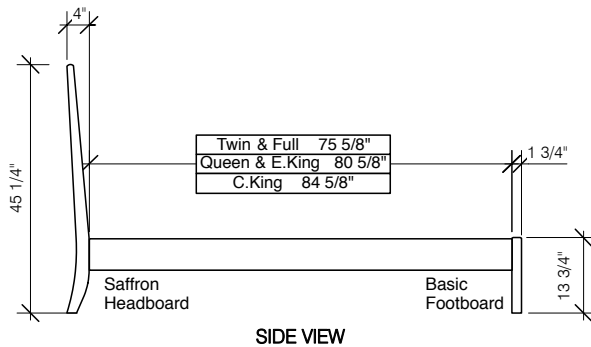 4"
45 1/4"
Twin & Full 75 5/8"
Queen & E.King 80 5/8"
C.King 84 5/8"
1 3/4"
Saffron
Headboard
Basic
Footboard
13 3/4"
SIDE VIEW